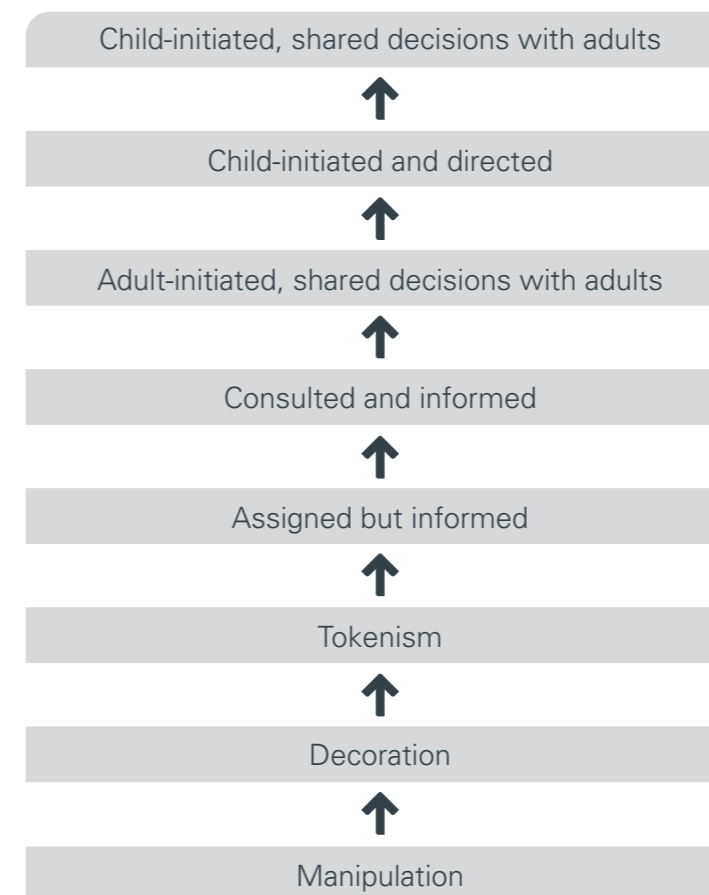 Child-initiated, shared decisions with adults
Child-initiated and directed
Adult-initiated, shared decisions with adults
Consulted and informed
Assigned but informed
Tokenism
Decoration
Manipulation